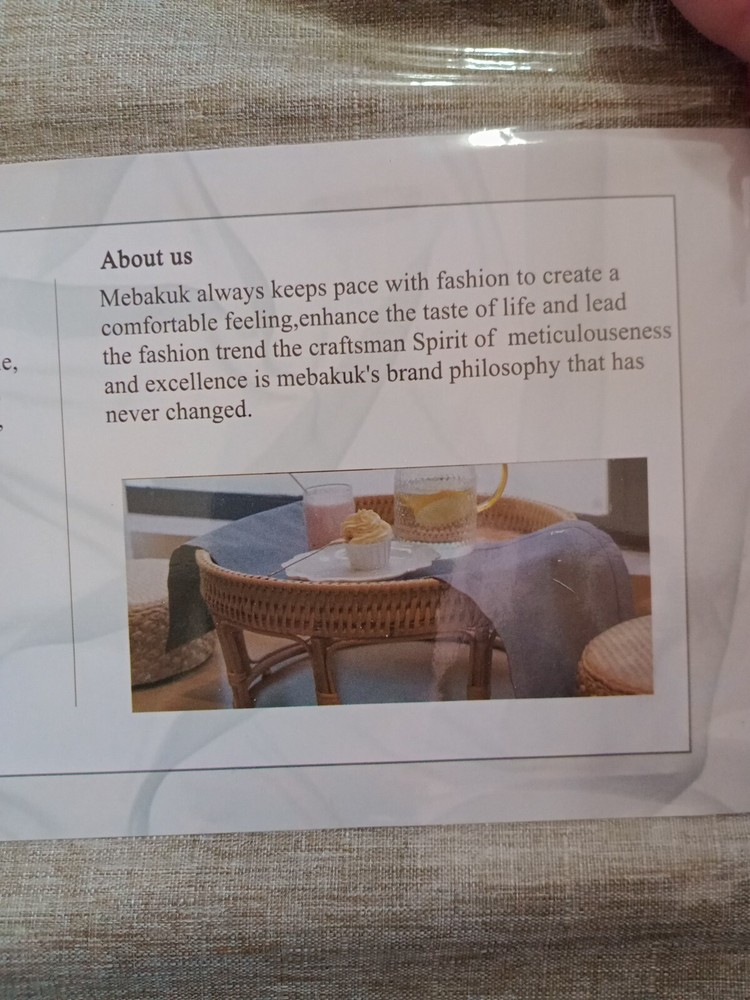 About us
Mebakuk always keeps pace with fashion to create a
comfortable feeling,enhance the taste of life and lead
the fashion trend the craftsman Spirit of meticulouseness
and excellence is mebakuk's brand philosophy that has
never changed.
e,
,